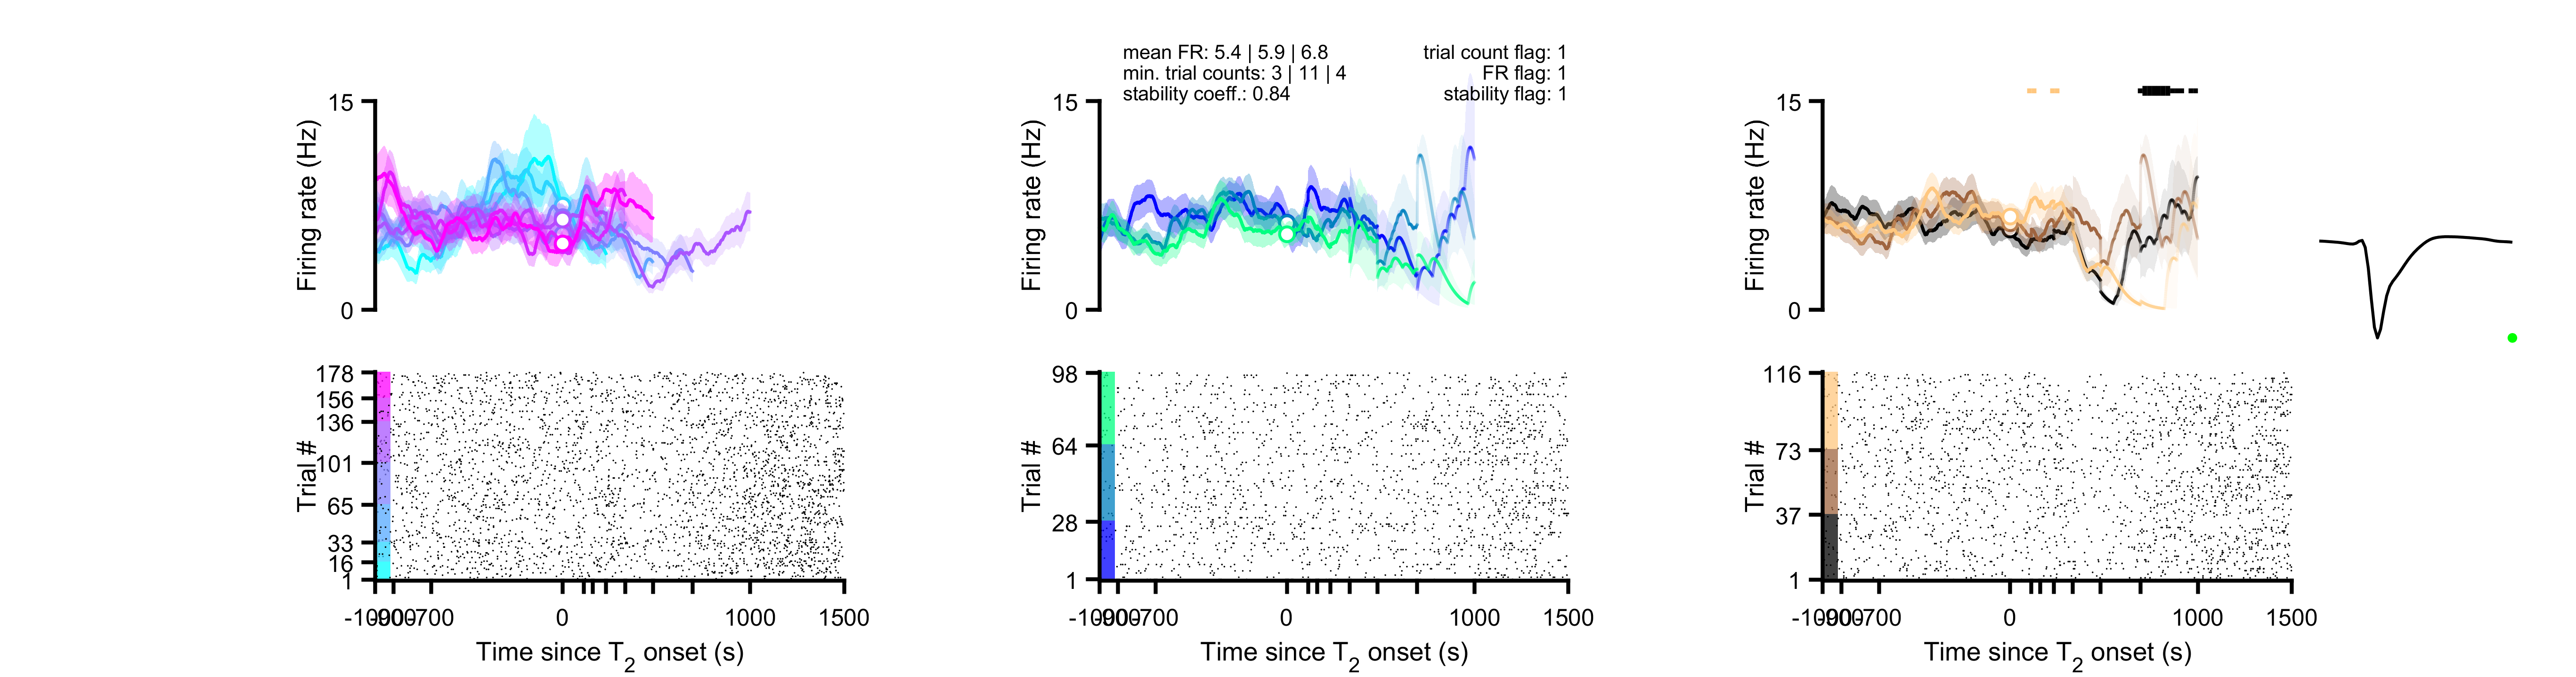 mean FR: 5.4 | 5.9 | 6.8
min. trial counts: 3 | 11 | 4
stability coeff.: 0.84
trial count flag: 1
FR flag: 1
stability flag: 1
15
Firing rate (Hz)
0
178
156
136
101
65
33
16
1
Trial #
-1000
-900
-700
0
1000
1500
Time since T2 onset (s)
15
Firing rate (Hz)
0
98
64
28
1
Trial #
-1000
-900
-700
0
1000
1500
Time since T2 onset (s)
15
Firing rate (Hz)
0
116
73
37
1
Trial #
-1000
-900
-700
0
1000
1500
Time since T2 onset (s)